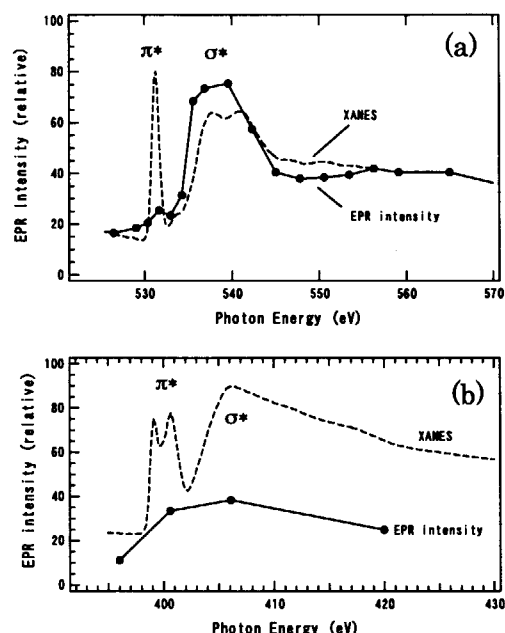 (a)
π*
σ*
XANES
EPR intensity
EPR Intensity (relative)
100
80
60
40
20
0
530
540
550
560
570
Photon Energy (eV)
(b)
π*
σ*
XANES
EPR intensity
EPR intensity (relative)
100
80
60
40
20
0
400
410
420
430
Photon Energy (eV)